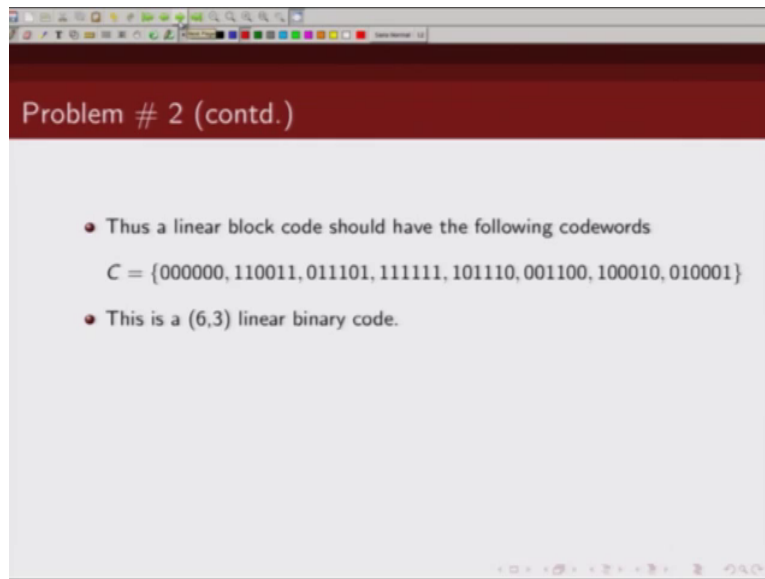 Problem # 2 (contd.)
Thus a linear block code should have the following codewords
C = {000000, 110011, 011101, 111111, 101110, 001100, 100010, 010001}
This is a (6,3) linear binary code.